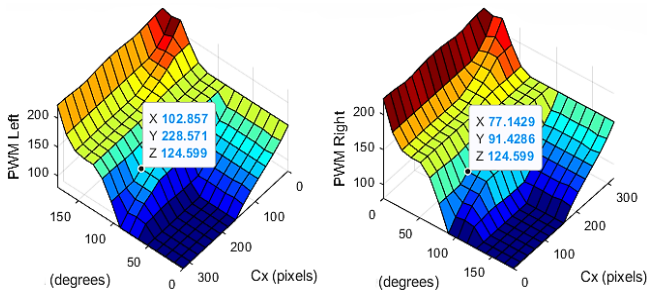 PWM Left
200
150
100
150
100
50
0
(degrees)
300
200
100
0
Cx (pixels)
X 102.857
Y 228.571
Z 124.599
PWM Right
200
150
100
0
50
100
150
(degrees)
0
100
200
300
Cx (pixels)
X 77.1429
Y 91.4286
Z 124.599